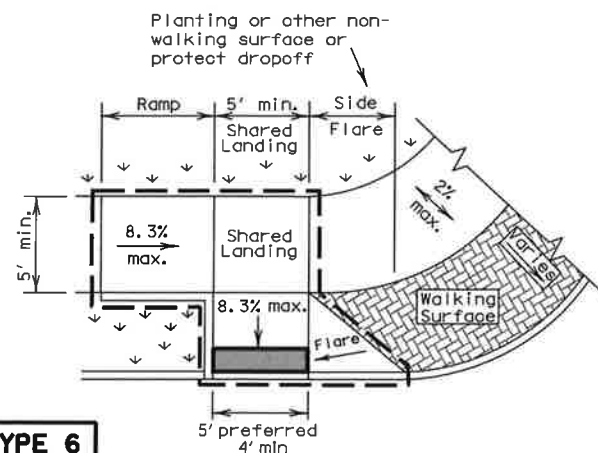 Planting or other non-
walking surface or
protect dropoff
Ramp
5' min.
Side
Shared
Landing
Flare
5' min.
8.3%
max.
Shared
Landing
2%
max.
Varies
8.3% max.
Walking
Surface
Flare
5' preferred
4' min
YPE 6